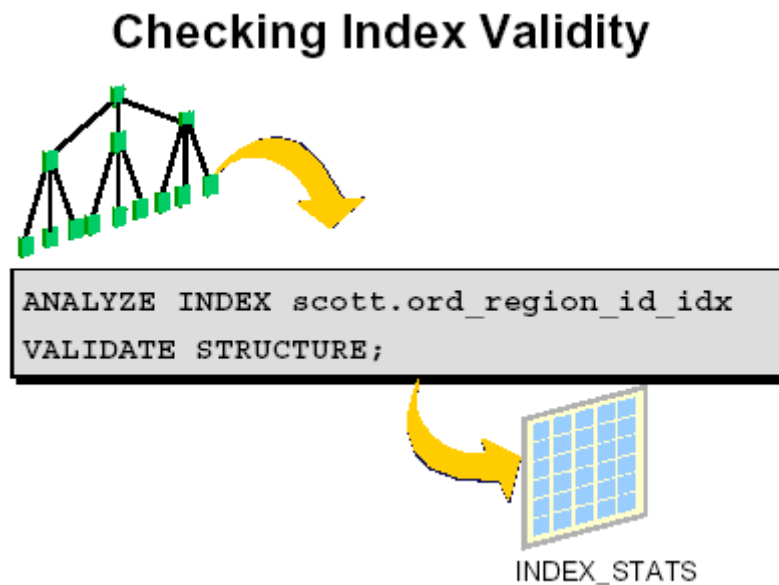 Checking Index Validity
ANALYZE INDEX scott.ord_region_id_idx
VALIDATE STRUCTURE;
INDEX_STATS